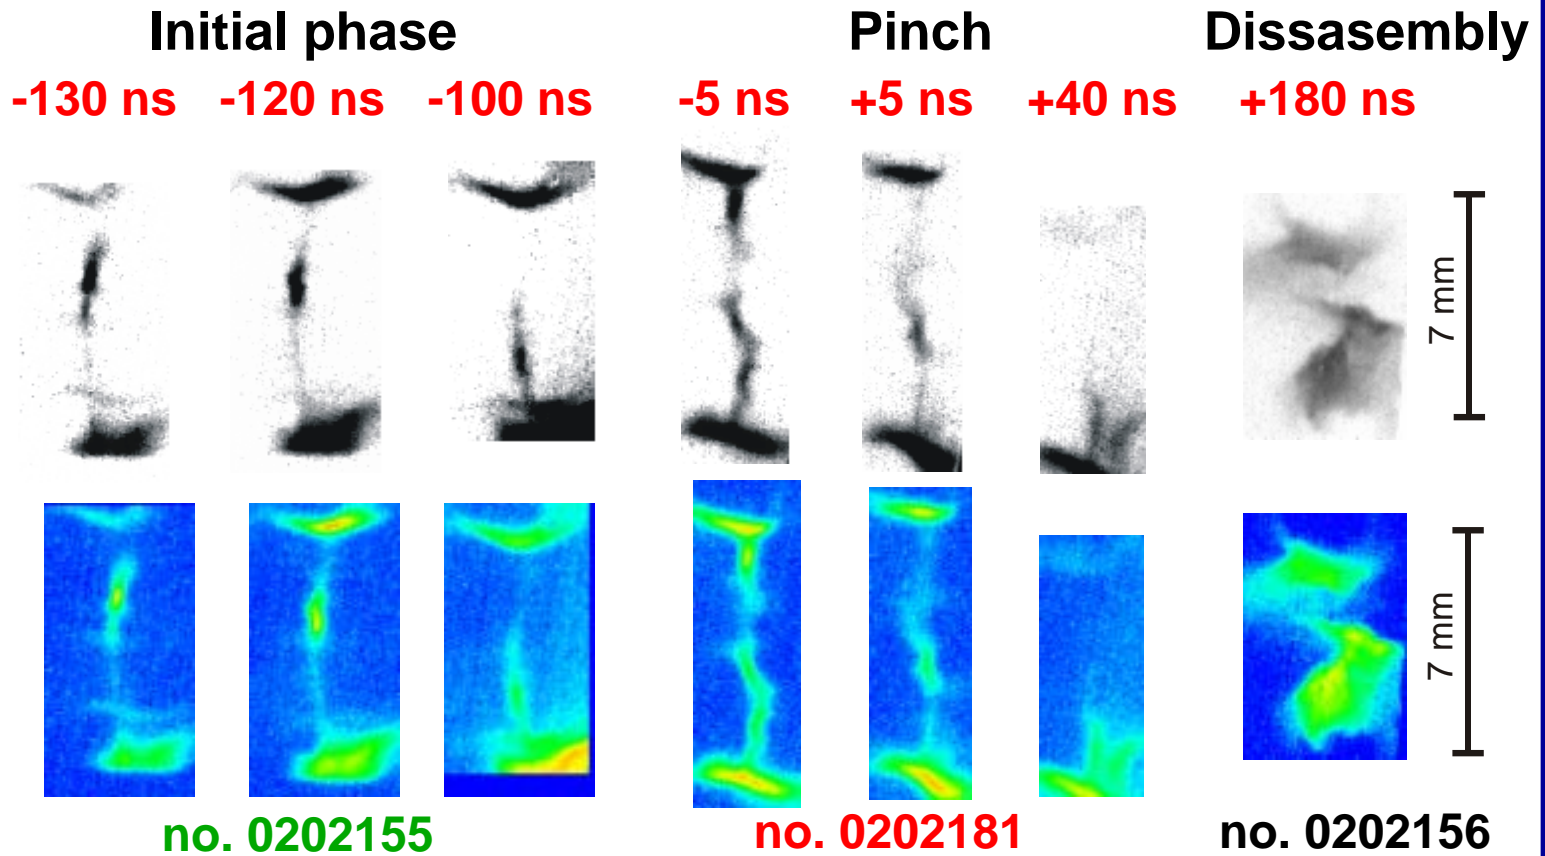 Initial phase Pinch Dissasembly
-130 ns -120 ns -100 ns -5 ns +5 ns +40 ns +180 ns
7 mm
7 mm
no. 0202155 no. 0202181 no. 0202156